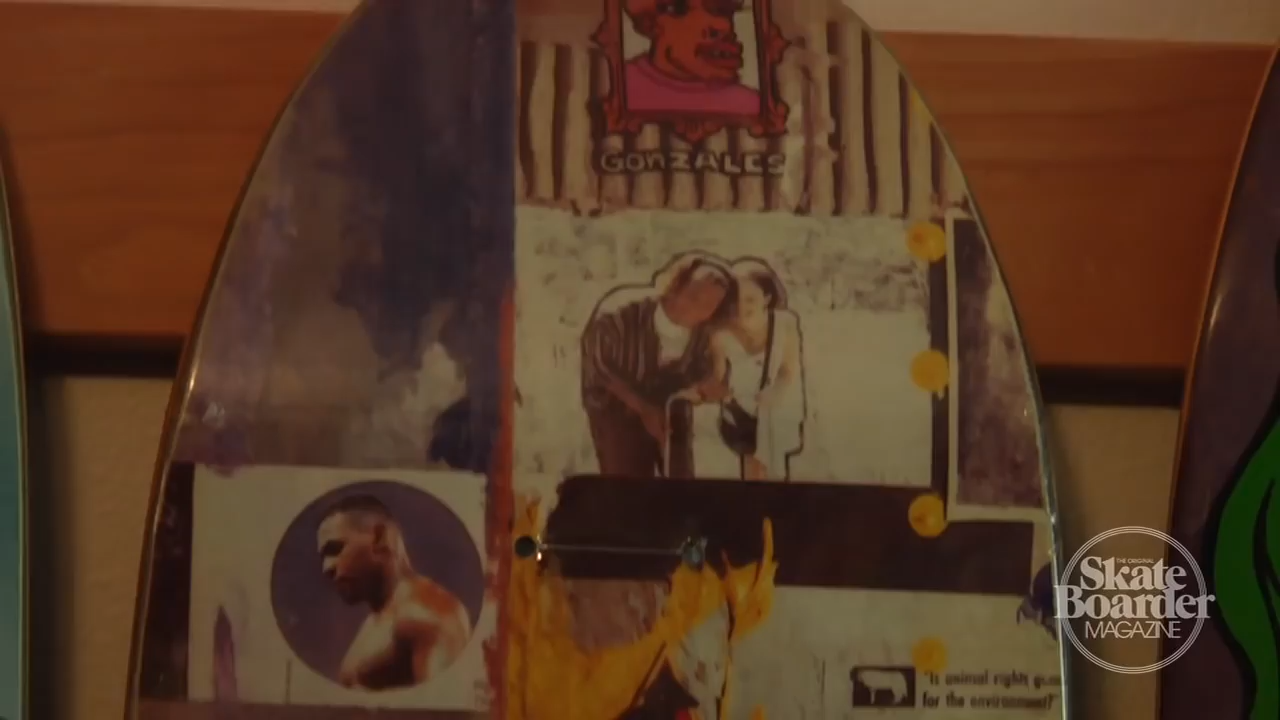 GONZALES
THE ORIGINAL
Skate
Boarder
MAGAZINE
"Is animal rights
for the environment?"